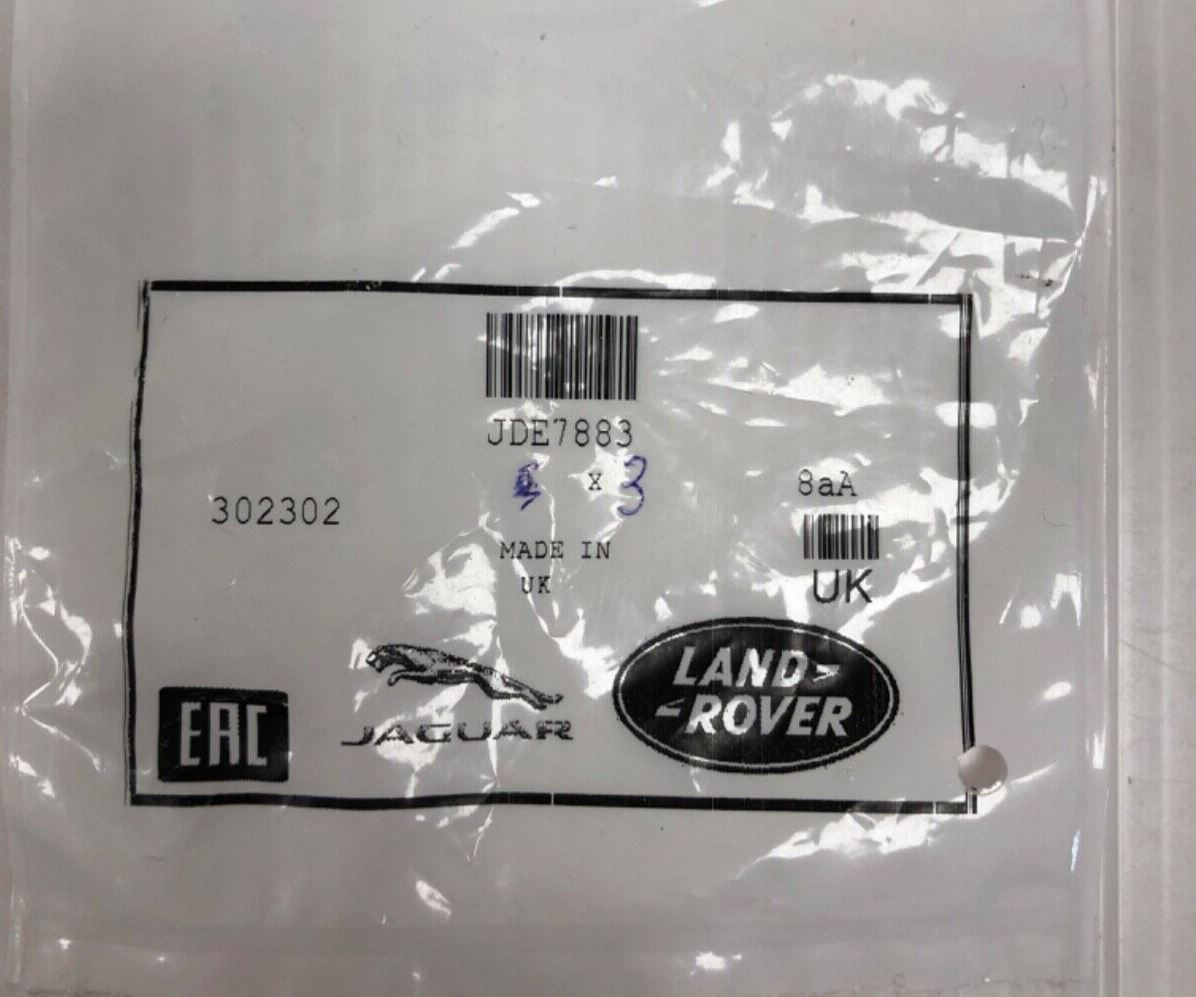 JDE7883
x 3
8aA
302302
MADE IN
UK
UK
EAC
JAGUAR
LAND-
-ROVER